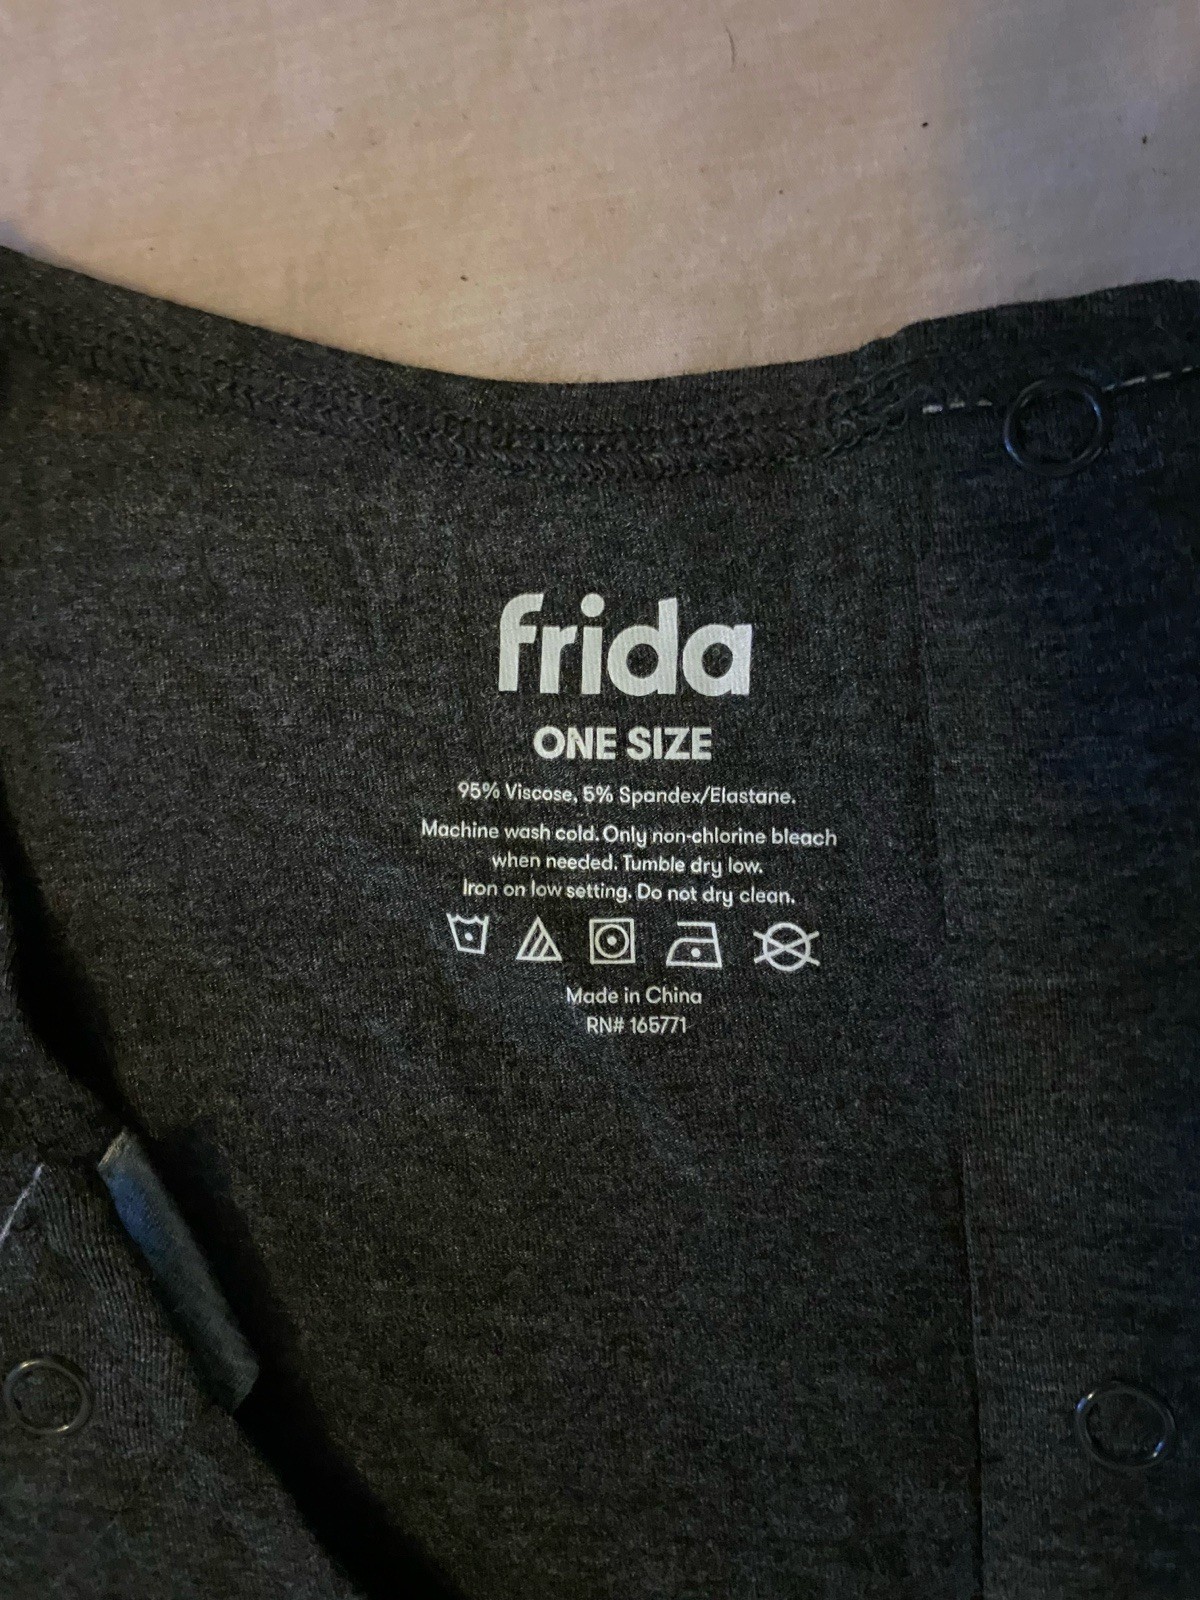 frida
ONE SIZE
95% Viscose, 5% Spandex/Elastane.
Machine wash cold. Only non-chlorine bleach
when needed. Tumble dry low.
Iron on low setting. Do not dry clean.
Made in China
RN# 165771